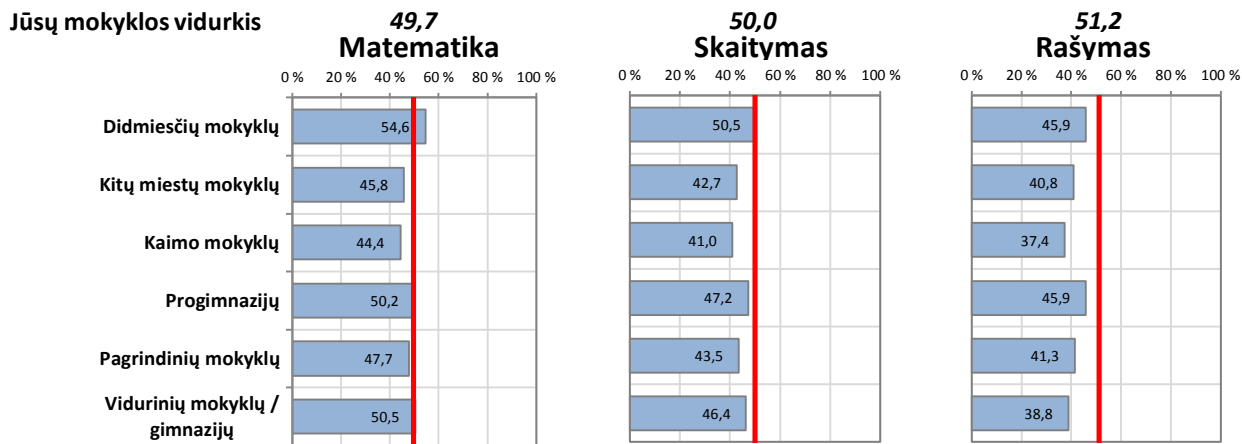 Jūsų mokyklos vidurkis 49,7 50,0 51,2
Matematika Skaitymas Rašymas
0 % 20 % 40 % 60 % 80 % 100 % 0 % 20 % 40 % 60 % 80 % 100 % 0 % 20 % 40 % 60 % 80 % 100 %
Didmiesčių mokyklų 54,6 50,5 45,9
Kitų miestų mokyklų 45,8 42,7 40,8
Kaimo mokyklų 44,4 41,0 37,4
Progimnazijų 50,2 47,2 45,9
Pagrindinių mokyklų 47,7 43,5 41,3
Vidurinių mokyklų /
gimnazijų 50,5 46,4 38,8